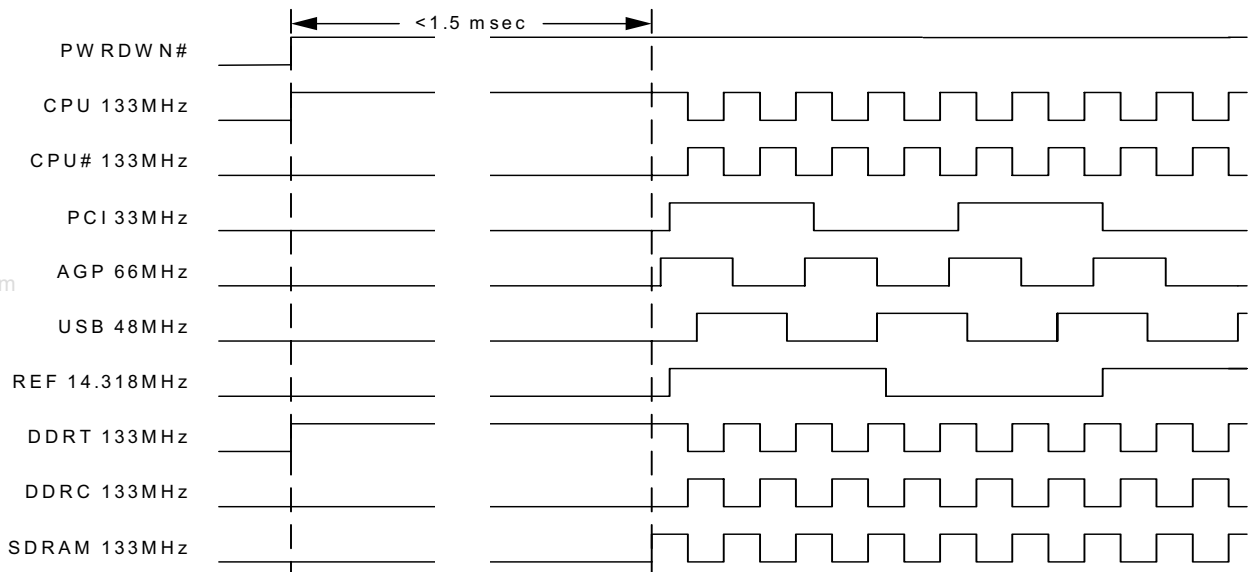 <1.5 msec
PWRDWN#
CPU 133MHz
CPU# 133MHz
PCI 33MHz
AGP 66MHz
m
USB 48MHz
REF 14.318MHz
DDRT 133MHz
DDRC 133MHz
SDRAM 133MHz